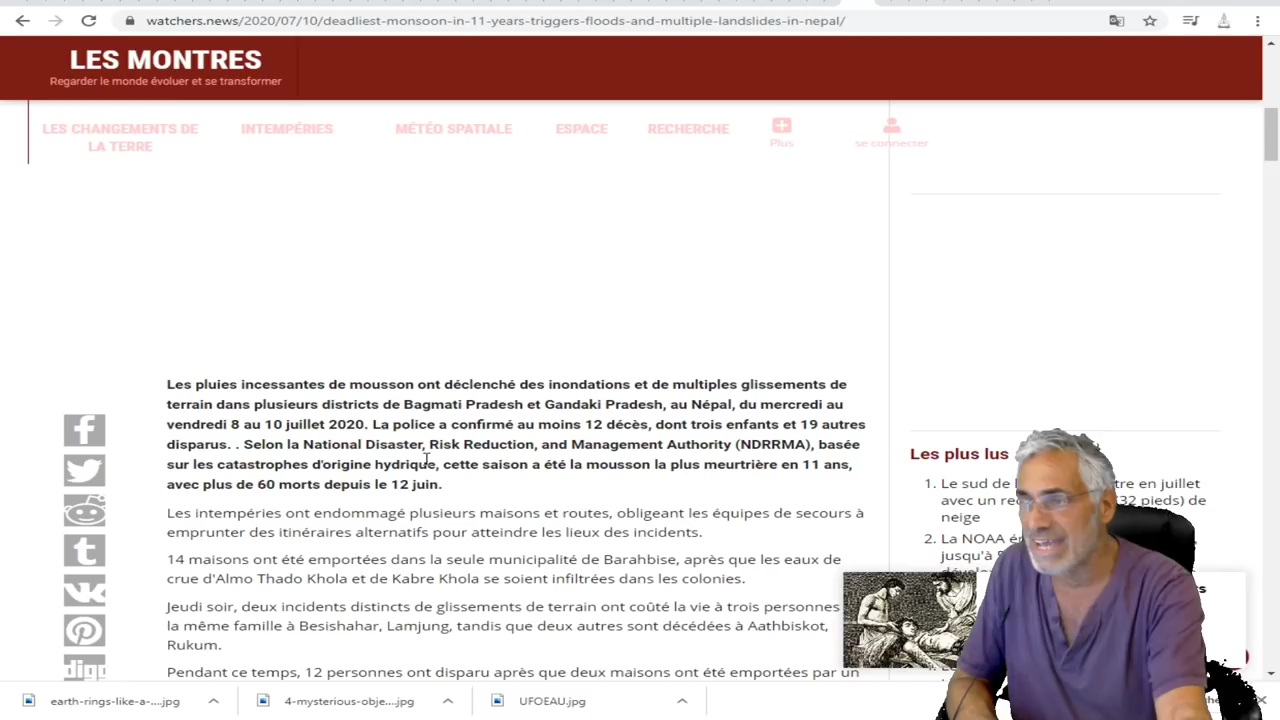 watchers.news/2020/07/10/deadliest-monsoon-in-11-years-triggers-floods-and-multiple-landslides-in-nepal/
LES MONTRES
Regarder le monde évoluer et se transformer
LES CHANGEMENTS DE
LA TERRE
INTEMPÉRIES
MÉTÉO SPATIALE
ESPACE
RECHERCHE
Plus
se connecter
Les pluies incessantes de mousson ont déclenché des inondations et de multiples glissements de
terrain dans plusieurs districts de Bagmati Pradesh et Gandaki Pradesh, au Népal, du mercredi au
vendredi 8 au 10 juillet 2020. La police a confirmé au moins 12 décès, dont trois enfants et 19 autres
disparus. . Selon la National Disaster, Risk Reduction, and Management Authority (NDRRMA), basée
sur les catastrophes d'origine hydrique, cette saison a été la mousson la plus meurtrière en 11 ans,
avec plus de 60 morts depuis le 12 juin.
Les intempéries ont endommagé plusieurs maisons et routes, obligeant les équipes de secours à
emprunter des itinéraires alternatifs pour atteindre les lieux des incidents.
14 maisons ont été emportées dans la seule municipalité de Barahbise, après que les eaux de
crue d'Almo Thado Khola et de Kabre Khola se soient infiltrées dans les colonies.
Jeudi soir, deux incidents distincts de glissements de terrain ont coûté la vie à trois personnes
la même famille à Besishahar, Lamjung, tandis que deux autres sont décédées à Aathbiskot,
Rukum.
Pendant ce temps, 12 personnes ont disparu après que deux maisons ont été emportées par un
digg
Les plus lus
1. Le sud de tre en juillet
avec un (32 pieds) de
neige
2. La NOAA
jusqu'à
earth-rings-like-a-....jpg
4-mysterious-obje....jpg
UFOEAU.jpg